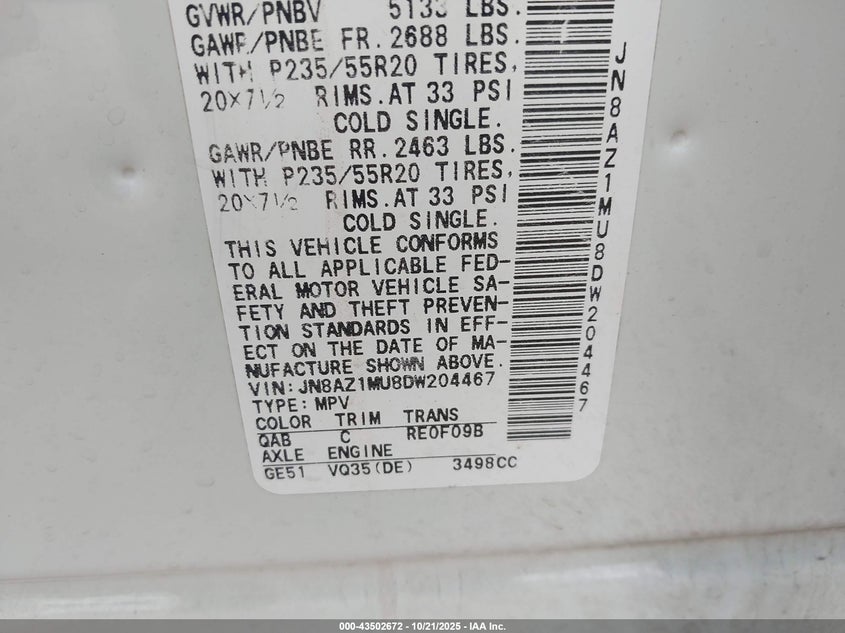 GVWR/PNBV 5133 LBS.
GAWR/PNBE FR. 2688 LBS.
WITH P235/55R20 TIRES,
20X7½ RIMS. AT 33 PSI
COLD SINGLE.
GAWR/PNBE RR. 2463 LBS.
WITH P235/55R20 TIRES,
20X7½ RIMS. AT 33 PSI
COLD SINGLE.
THIS VEHICLE CONFORMS
TO ALL APPLICABLE FED-
ERAL MOTOR VEHICLE SA-
FETY AND THEFT PREVEN-
TION STANDARDS IN EFF-
ECT ON THE DATE OF MA-
NUFACTURE SHOWN ABOVE.
VIN: JN8AZ1MU8DW204467
TYPE: MPV
COLOR TRIM TRANS
QAB C RE0F09B
AXLE ENGINE
GE51 VQ35(DE) 3498CC
JN8AZ1MU8DW204467
000-43502672 - 10/21/2025 - IAA Inc.